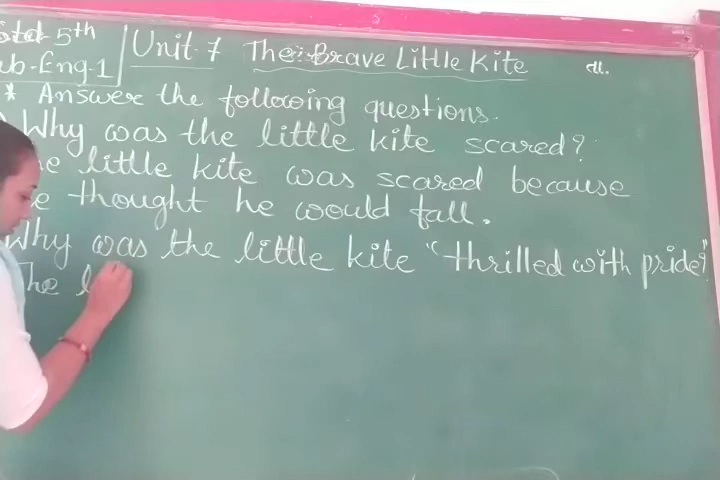 Std-5th
Sub-Eng-1
Unit-7 The Brave Little Kite
dt.
* Answer the following questions.
Why was the little kite scared?
The little kite was scared because
he thought he would fall.
Why was the little kite "thrilled with pride?"
The l